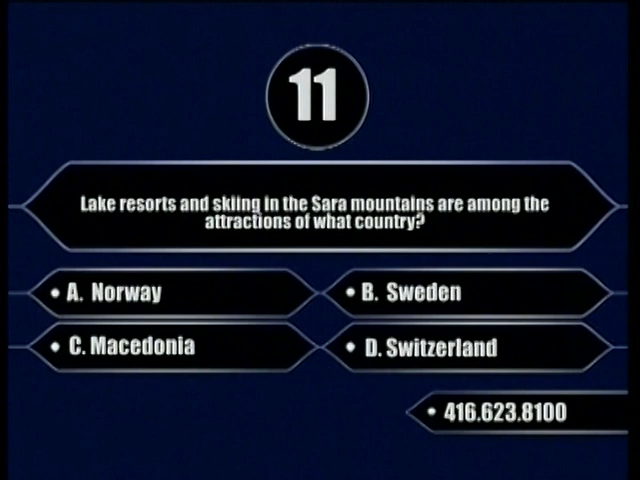 11
Lake resorts and skiing in the Sara mountains are among the
attractions of what country?
• A. Norway
• B. Sweden
• C. Macedonia
• D. Switzerland
• 416.623.8100